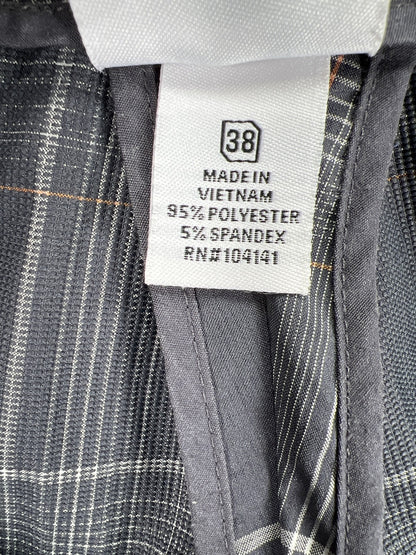 38
MADE IN
VIETNAM
95% POLYESTER
5% SPANDEX
RN#104141